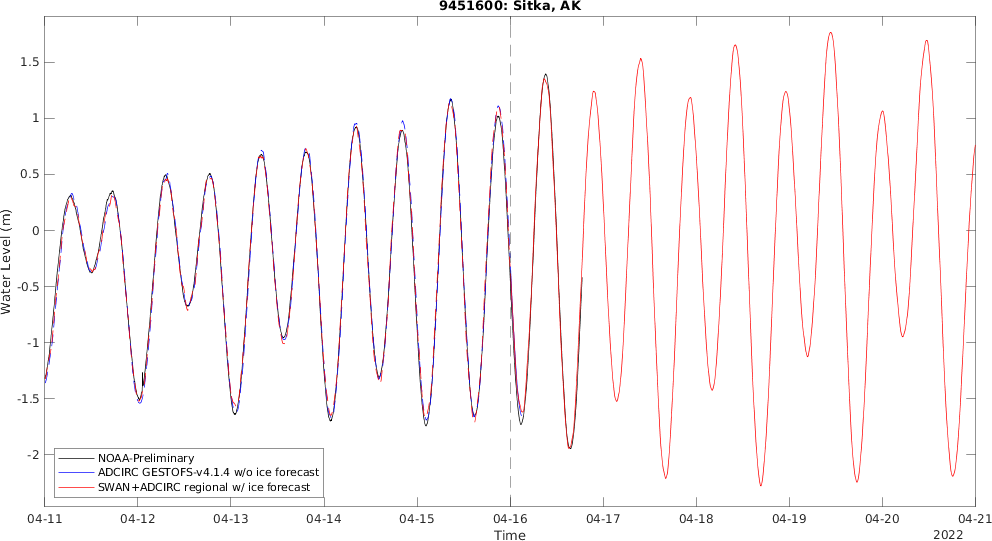 9451600: Sitka, AK
1.5
1
0.5
0
-0.5
-1
-1.5
-2
Water Level (m)
NOAA-Preliminary
ADCIRC GESTOFS-v4.1.4 w/o ice forecast
SWAN+ADCIRC regional w/ ice forecast
04-11 04-12 04-13 04-14 04-15 04-16 04-17 04-18 04-19 04-20 04-21
Time
2022